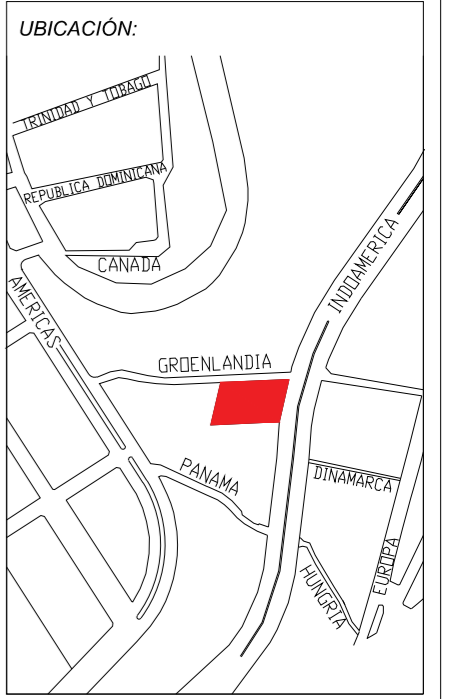 UBICACIÓN:
TRINIDAD Y TOBAGO
REPUBLICA DOMINICANA
CANADA
AMERICAS
INDOAMERICA
GROENLANDIA
PANAMA
DINAMARCA
HUNGRIA
EUROPA